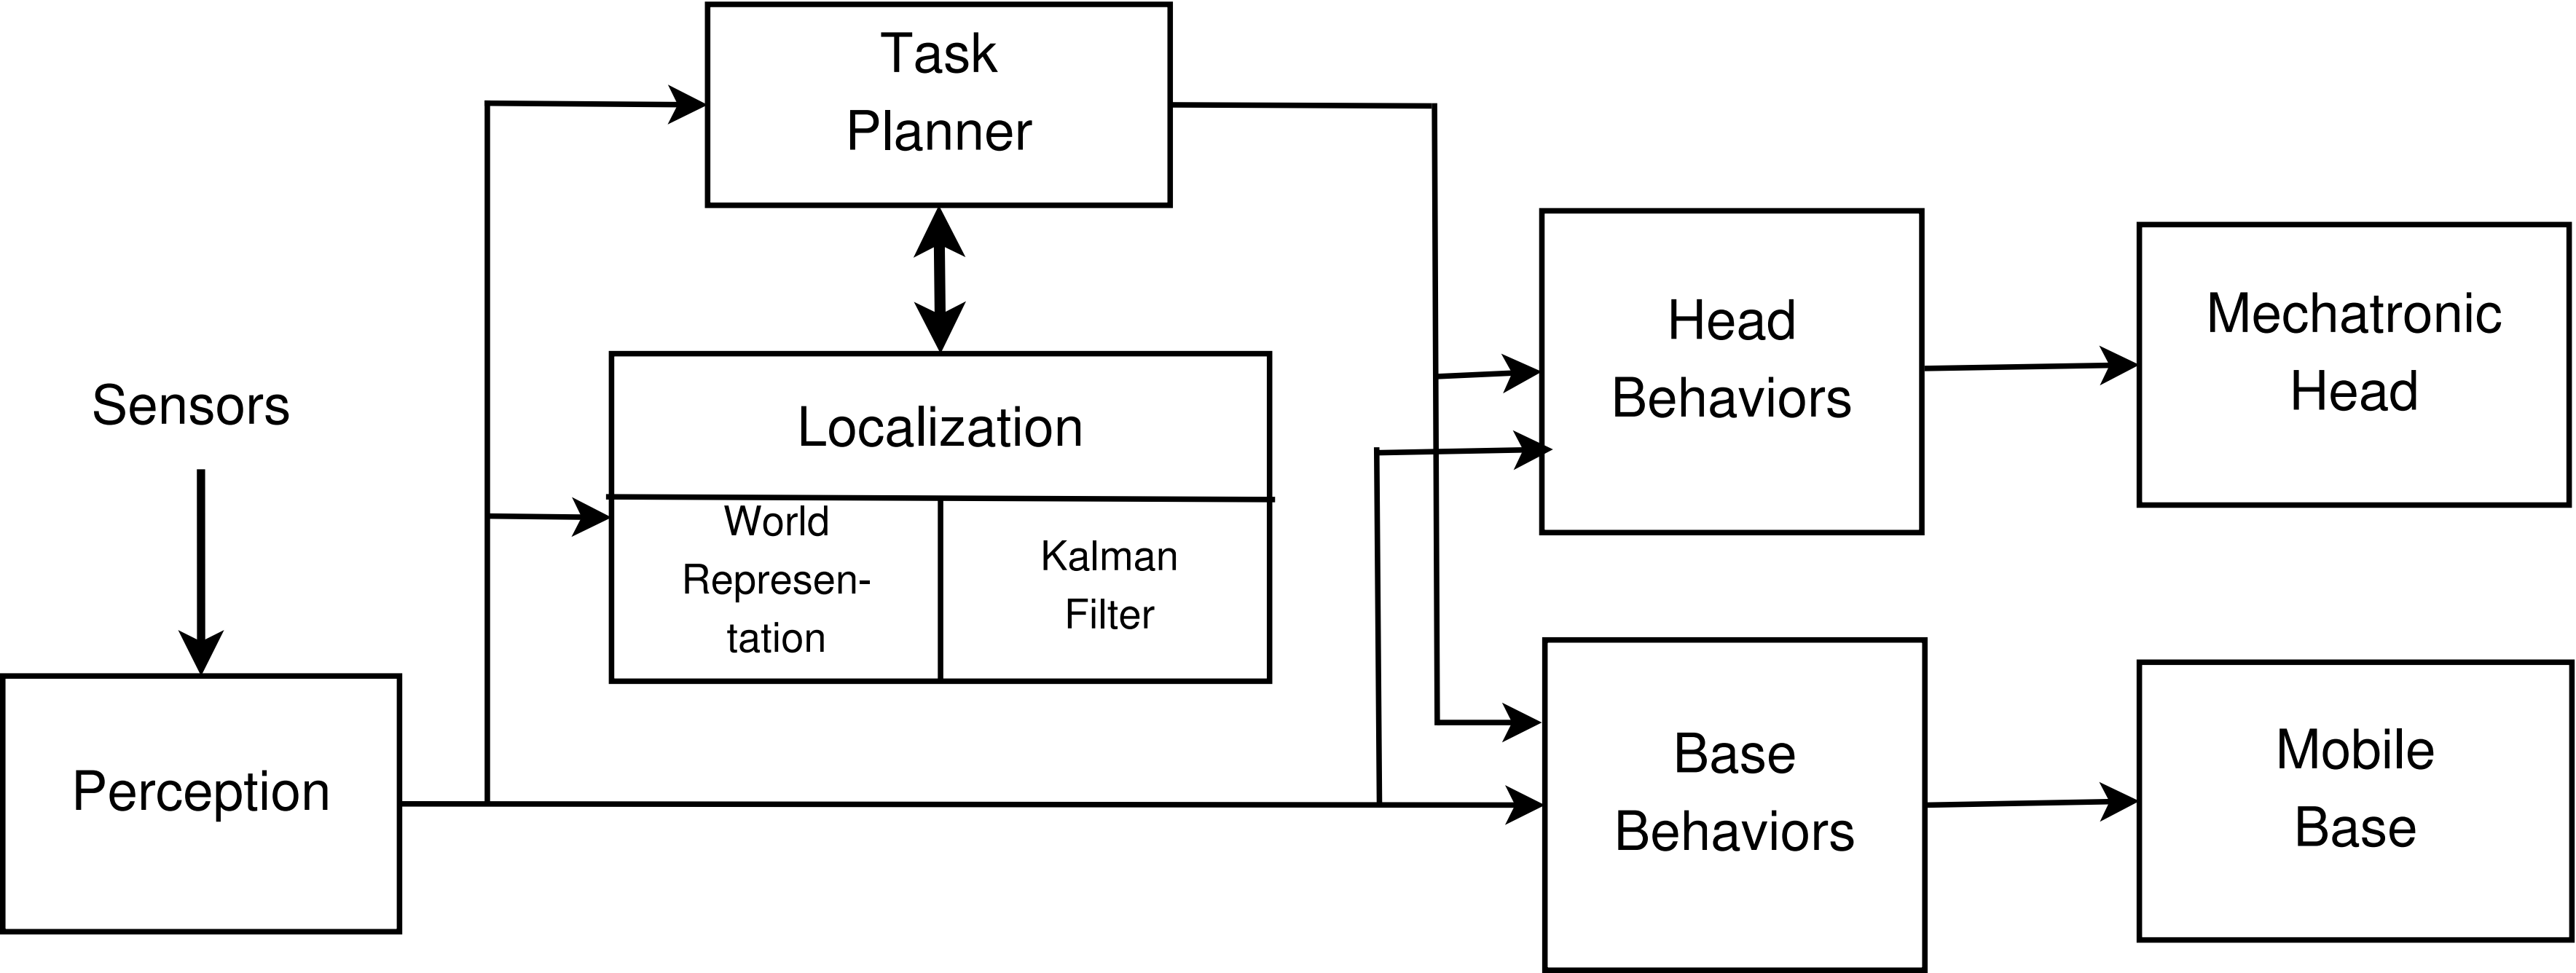 Task
Planner
Sensors
Localization
World
Represen-
tation
Kalman
Filter
Perception
Head
Behaviors
Mechatronic
Head
Base
Behaviors
Mobile
Base